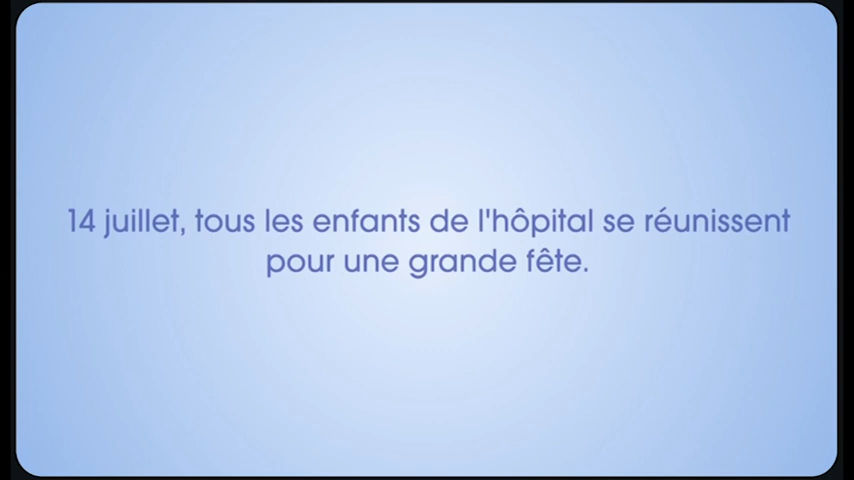 14 juillet, tous les enfants de l'hôpital se réunissent
pour une grande fête.